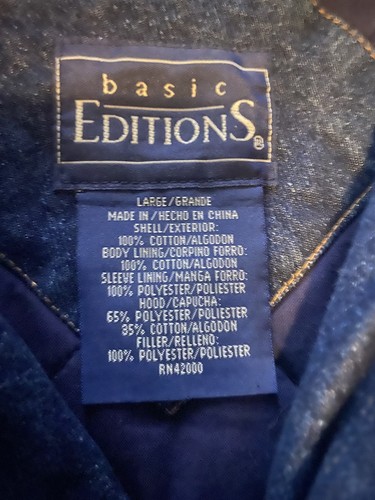 basic
EDITIONS®
LARGE/GRANDE
MADE IN/HECHO EN CHINA
SHELL/EXTERIOR:
100% COTTON/ALGODON
BODY LINING/CORPINO FORRO:
100% COTTON/ALGODON
SLEEVE LINING/MANGA FORRO:
100% POLYESTER/POLIESTER
HOOD/CAPUCHA:
65% POLYESTER/POLIESTER
35% COTTON/ALGODON
FILLER/RELLENO:
100% POLYESTER/POLIESTER
RN42000